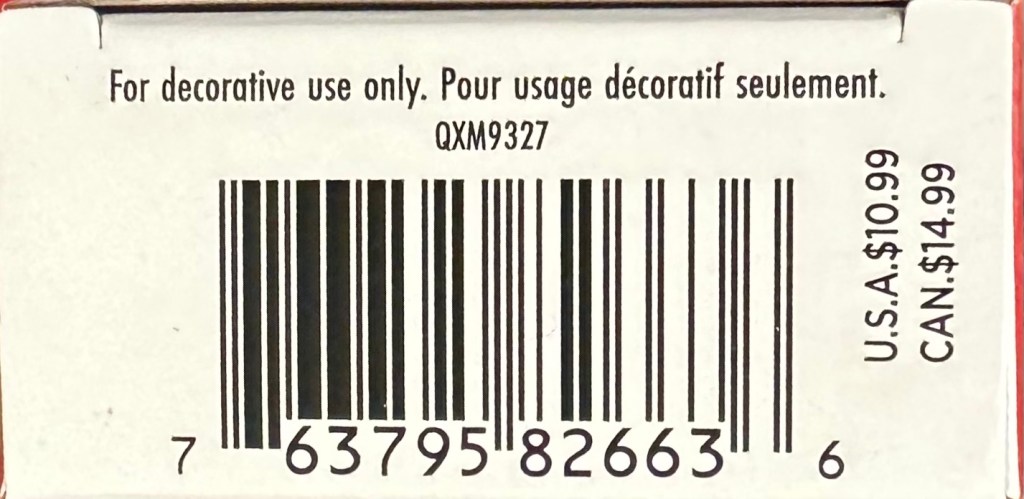 For decorative use only. Pour usage décoratif seulement.
QXM9327
U.S.A.$10.99
CAN.$14.99
7 63795 82663 6